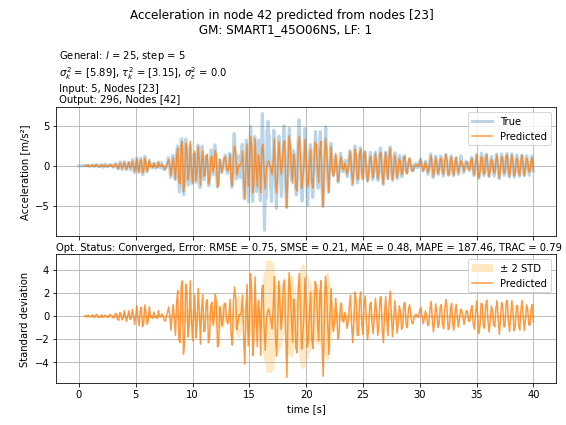 Acceleration in node 42 predicted from nodes [23]
GM: SMART1_45O06NS, LF: 1
General: l = 25, step = 5
σ²ₖ = [5.89], τ²ₖ = [3.15], σ²ₑ = 0.0
Input: 5, Nodes [23]
Output: 296, Nodes [42]
True
Predicted
Acceleration [m/s²]
5
0
−5
Opt. Status: Converged, Error: RMSE = 0.75, SMSE = 0.21, MAE = 0.48, MAPE = 187.46, TRAC = 0.79
± 2 STD
Predicted
Standard deviation
4
2
0
−2
−4
0 5 10 15 20 25 30 35 40
time [s]